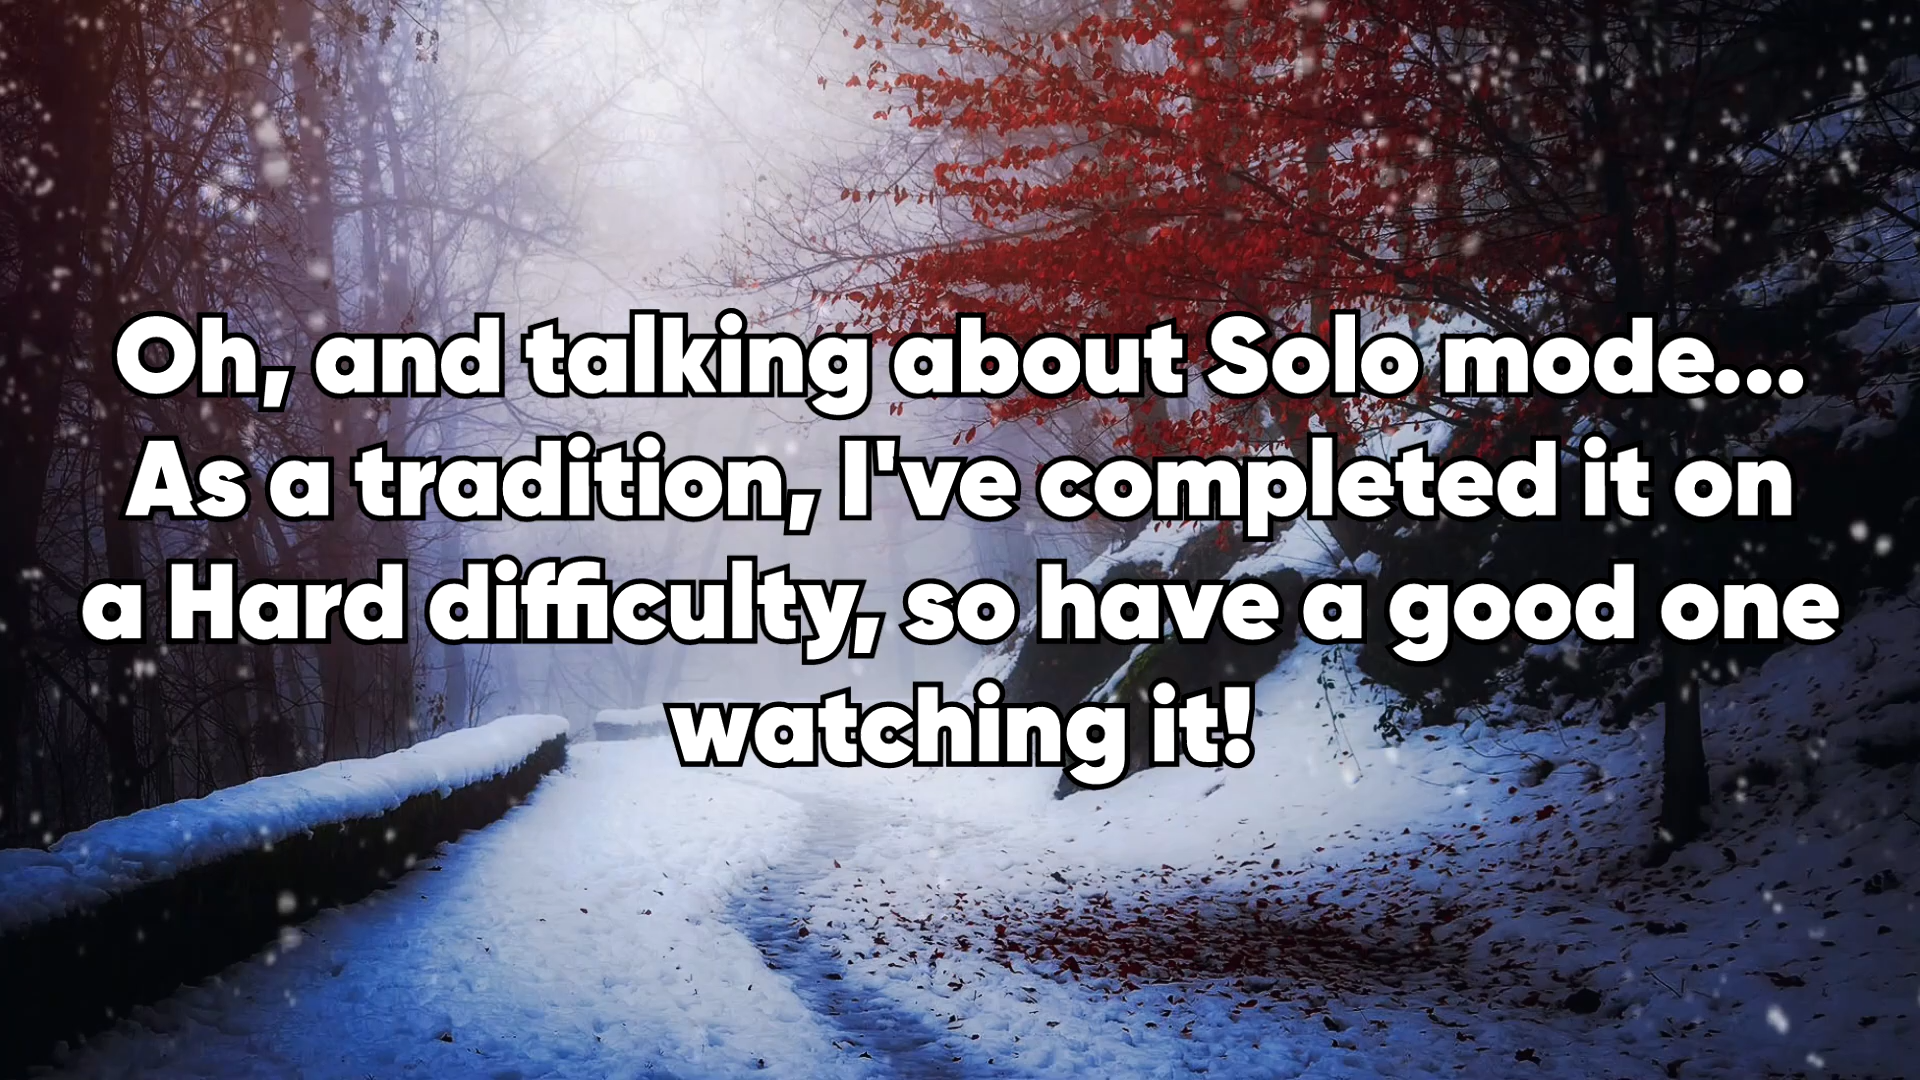 Oh, and talking about Solo mode...
As a tradition, I've completed it on
a Hard difficulty, so have a good one
watching it!